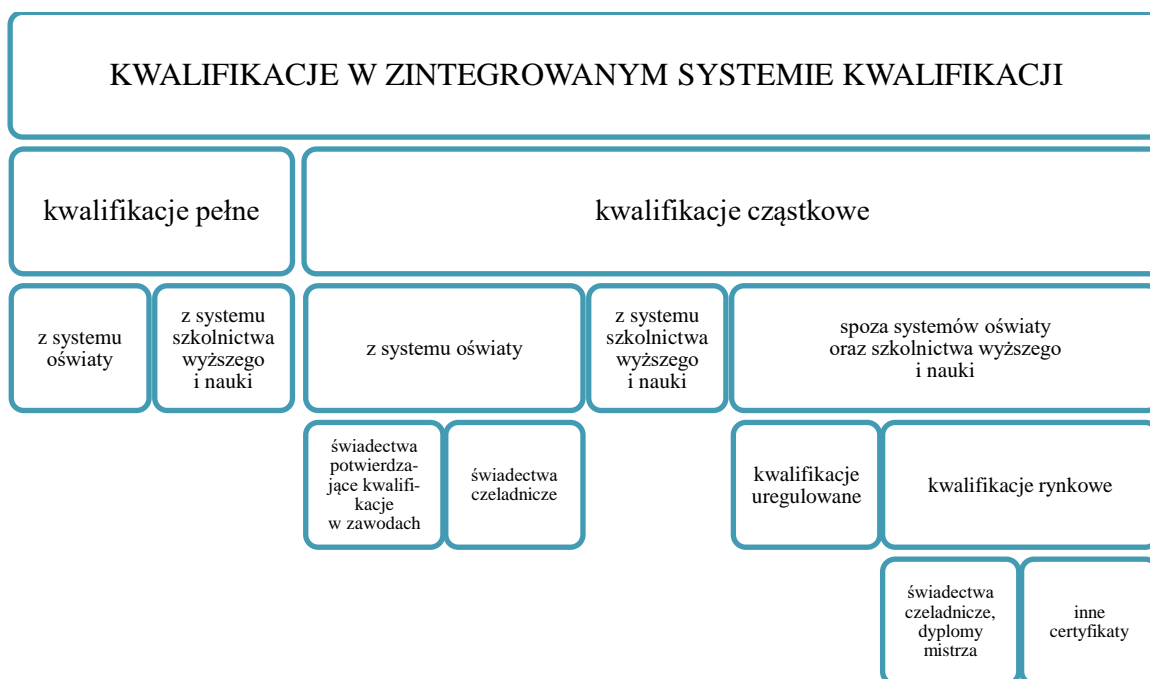 KWALIFIKACJE W ZINTEGROWANYM SYSTEMIE KWALIFIKACJI
kwalifikacje pełne
kwalifikacje cząstkowe
z systemu
oświaty
z systemu
szkolnictwa
wyższego
i nauki
z systemu oświaty
z systemu
szkolnictwa
wyższego
i nauki
spoza systemów oświaty
oraz szkolnictwa wyższego
i nauki
świadectwa
potwierdza-
jące kwalifi-
kacje
w zawodach
świadectwa
czeladnicze
kwalifikacje
uregulowane
kwalifikacje rynkowe
świadectwa
czeladnicze,
dyplomy
mistrza
inne
certyfikaty